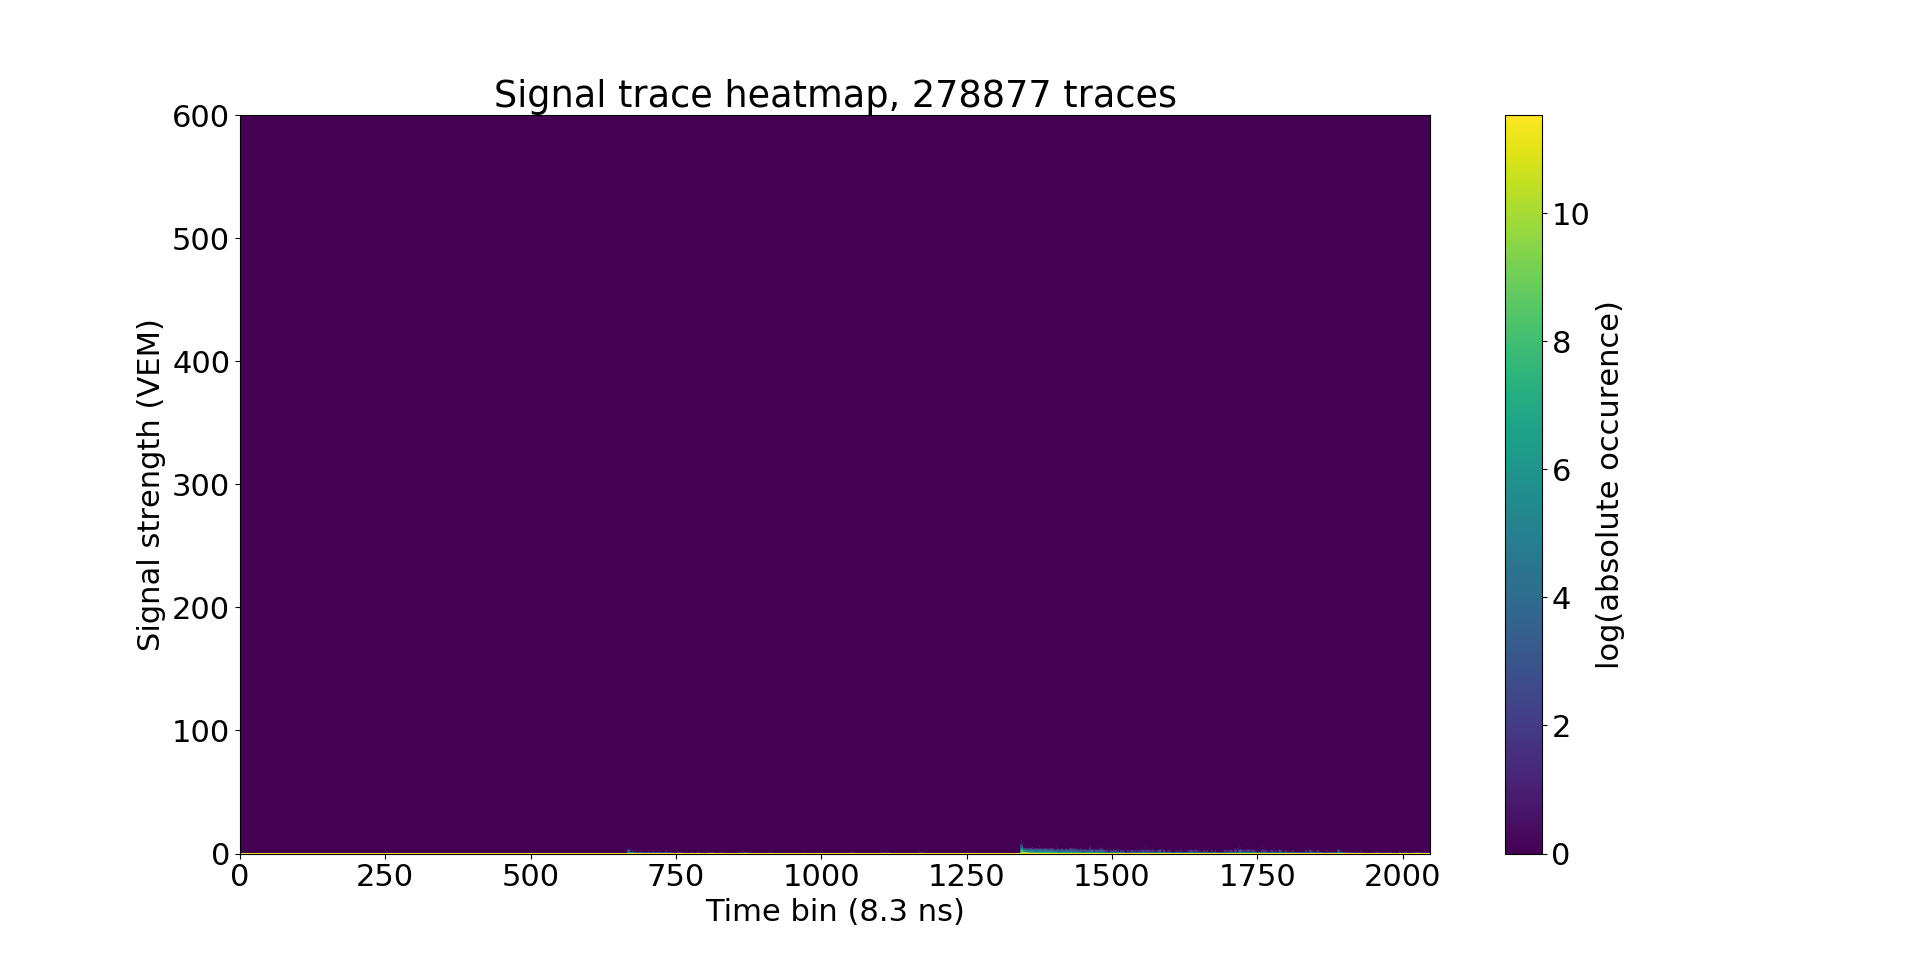 Signal trace heatmap, 278877 traces
600
500
400
300
200
100
0
Signal strength (VEM)
0 250 500 750 1000 1250 1500 1750 2000
Time bin (8.3 ns)
10
8
6
4
2
0
log(absolute occurence)